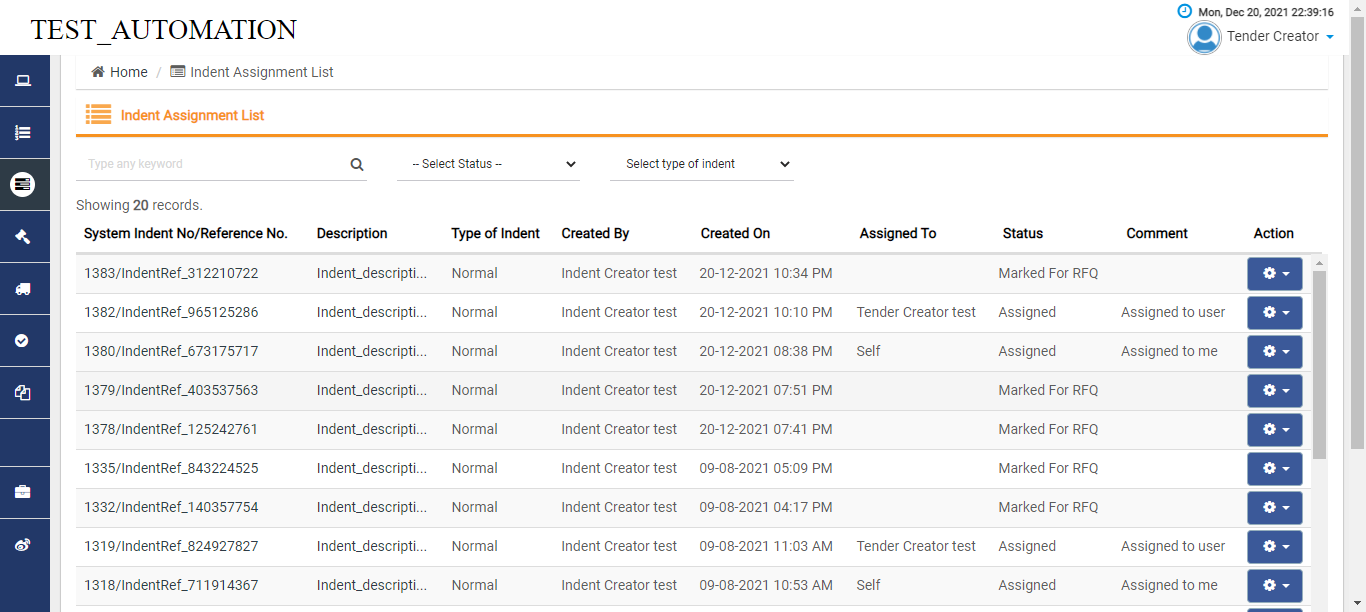 Mon, Dec 20, 2021 22:39:16
TEST_AUTOMATION
Tender Creator
Home / Indent Assignment List
Indent Assignment List
Type any keyword -- Select Status -- Select type of indent
Showing 20 records.
System Indent No/Reference No. Description Type of Indent Created By Created On Assigned To Status Comment Action
1383/IndentRef_312210722 Indent_descripti... Normal Indent Creator test 20-12-2021 10:34 PM Marked For RFQ
1382/IndentRef_965125286 Indent_descripti... Normal Indent Creator test 20-12-2021 10:10 PM Tender Creator test Assigned Assigned to user
1380/IndentRef_673175717 Indent_descripti... Normal Indent Creator test 20-12-2021 08:38 PM Self Assigned Assigned to me
1379/IndentRef_403537563 Indent_descripti... Normal Indent Creator test 20-12-2021 07:51 PM Marked For RFQ
1378/IndentRef_125242761 Indent_descripti... Normal Indent Creator test 20-12-2021 07:41 PM Marked For RFQ
1335/IndentRef_843224525 Indent_descripti... Normal Indent Creator test 09-08-2021 05:09 PM Marked For RFQ
1332/IndentRef_140357754 Indent_descripti... Normal Indent Creator test 09-08-2021 04:17 PM Marked For RFQ
1319/IndentRef_824927827 Indent_descripti... Normal Indent Creator test 09-08-2021 11:03 AM Tender Creator test Assigned Assigned to user
1318/IndentRef_711914367 Indent_descripti... Normal Indent Creator test 09-08-2021 10:53 AM Self Assigned Assigned to me